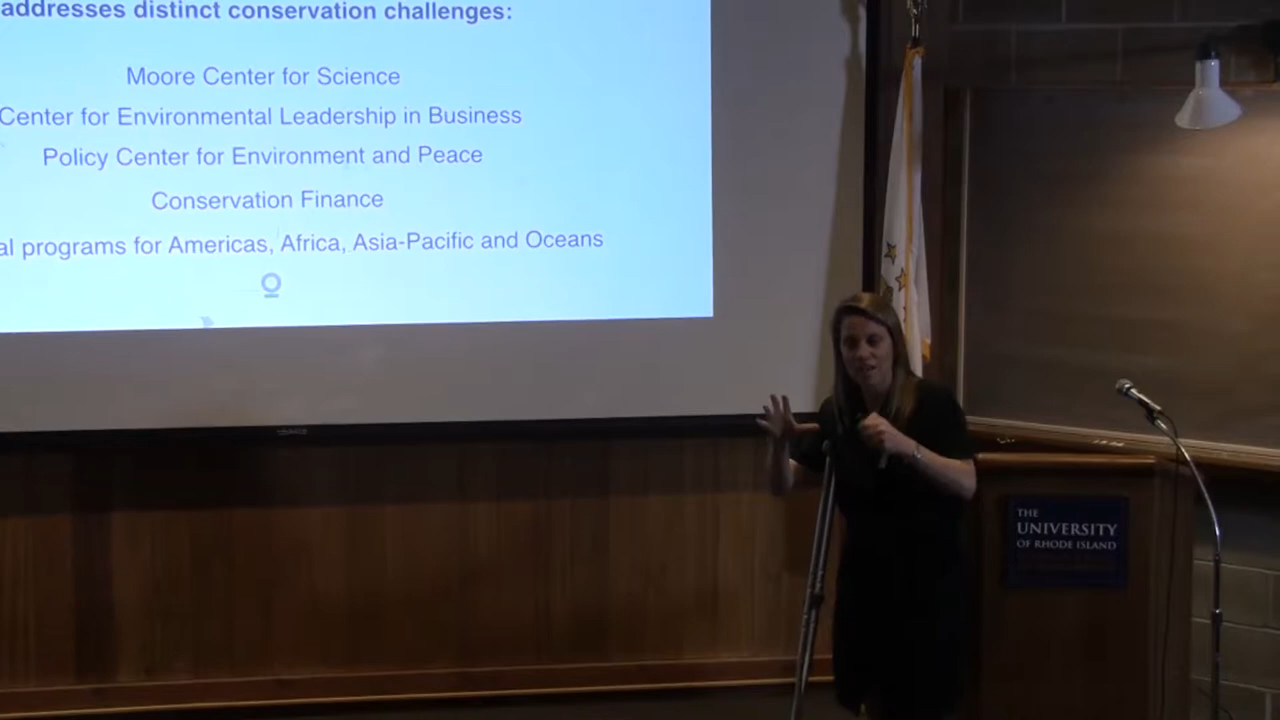 addresses distinct conservation challenges:
Moore Center for Science
Center for Environmental Leadership in Business
Policy Center for Environment and Peace
Conservation Finance
al programs for Americas, Africa, Asia-Pacific and Oceans
THE
UNIVERSITY
OF RHODE ISLAND